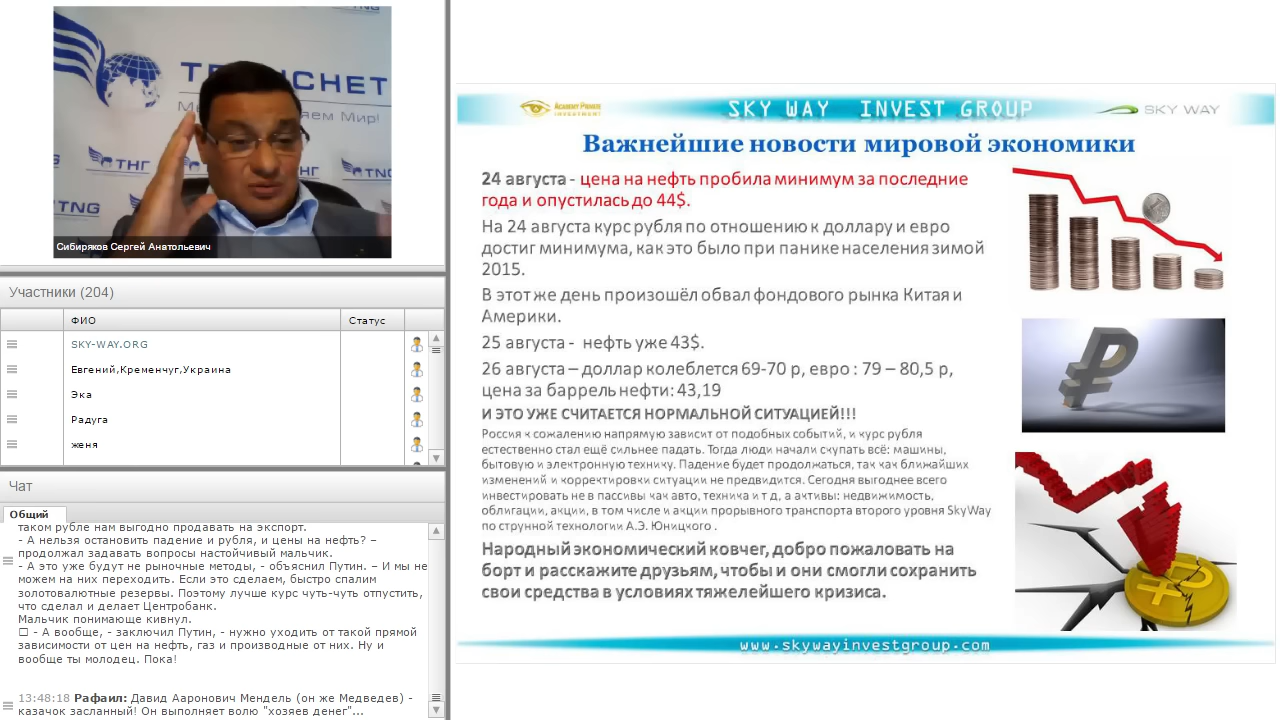 ТРАНСНЕТ
яем Мир!
ТНГ
TNG
TNG
TNG
Сибиряков Сергей Анатольевич
Участники (204)
ФИО
Статус
SKY-WAY.ORG
Евгений,Кременчуг,Украина
Эка
Радуга
женя
Чат
Общий
таком рубле нам выгодно продавать на экспорт.
- А нельзя остановить падение и рубля, и цены на нефть? –
продолжал задавать вопросы настойчивый мальчик.
- А это уже будут не рыночные методы, - объяснил Путин. – И мы не
можем на них переходить. Если это сделаем, быстро спалим
золотовалютные резервы. Поэтому лучше курс чуть-чуть отпустить,
что сделал и делает Центробанк.
Мальчик понимающе кивнул.
□ - А вообще, - заключил Путин, - нужно уходить от такой прямой
зависимости от цен на нефть, газ и производные от них. Ну и
вообще ты молодец. Пока!
13:48:18 Рафаил: Давид Ааронович Мендель (он же Медведев) -
казачок засланный! Он выполняет волю "хозяев денег"...
ACADEMY PRIVATE
INVESTMENT
SKY WAY INVEST GROUP
SKY WAY
Важнейшие новости мировой экономики
24 августа - цена на нефть пробила минимум за последние
года и опустилась до 44$.
На 24 августа курс рубля по отношению к доллару и евро
достиг минимума, как это было при панике населения зимой
2015.
В этот же день произошёл обвал фондового рынка Китая и
Америки.
25 августа - нефть уже 43$.
26 августа – доллар колеблется 69-70 р, евро : 79 – 80,5 р,
цена за баррель нефти: 43,19
И ЭТО УЖЕ СЧИТАЕТСЯ НОРМАЛЬНОЙ СИТУАЦИЕЙ!!!
Россия к сожалению напрямую зависит от подобных событий, и курс рубля
естественно стал ещё сильнее падать. Тогда люди начали скупать всё: машины,
бытовую и электронную технику. Падение будет продолжаться, так как ближайших
изменений и корректировки ситуации не предвидится. Сегодня выгоднее всего
инвестировать не в пассивы как авто, техника и т д, а активы: недвижимость,
облигации, акции, в том числе и акции прорывного транспорта второго уровня SkyWay
по струнной технологии А.Э. Юницкого .
Народный экономический ковчег, добро пожаловать на
борт и расскажите друзьям, чтобы и они смогли сохранить
свои средства в условиях тяжелейшего кризиса.
www.skywayinvestgroup.com